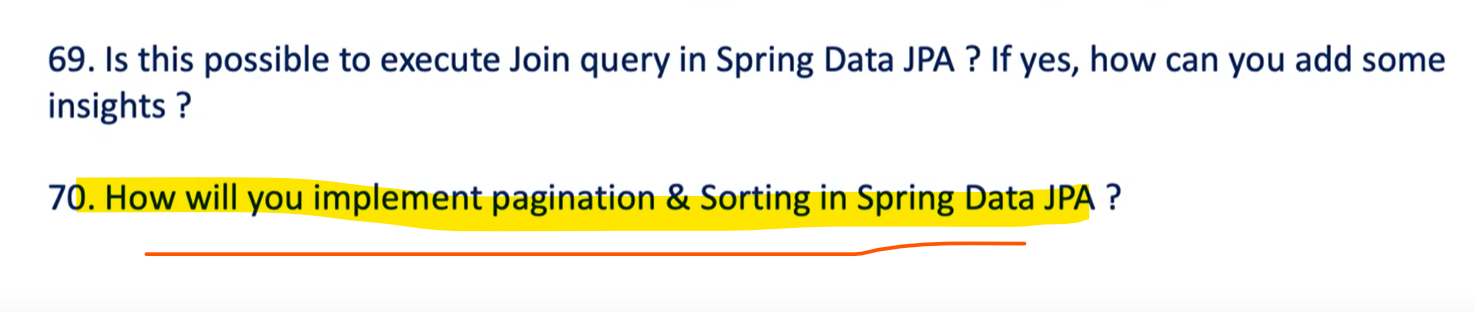 69. Is this possible to execute Join query in Spring Data JPA ? If yes, how can you add some
insights ?
70. How will you implement pagination & Sorting in Spring Data JPA ?